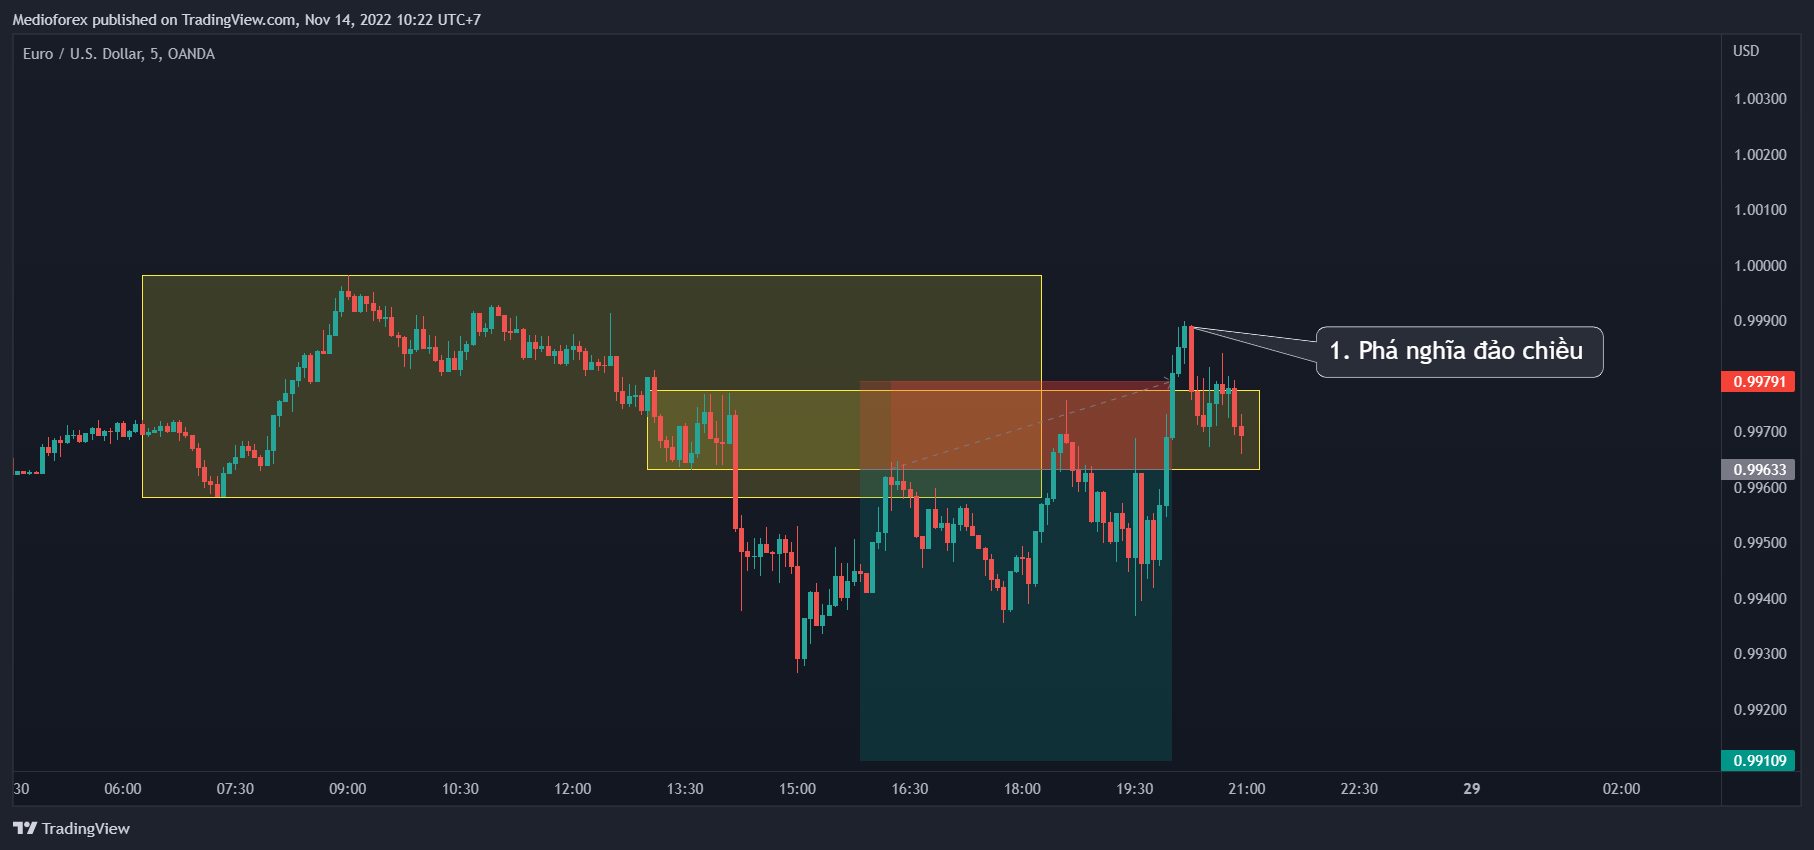 Medioforex published on TradingView.com, Nov 14, 2022 10:22 UTC+7
Euro / U.S. Dollar, 5, OANDA
USD
1.00300
1.00200
1.00100
1.00000
0.99900
1. Phá nghĩa đảo chiều
0.99791
0.99700
0.99633
0.99600
0.99500
0.99400
0.99300
0.99200
0.99109
30 06:00 07:30 09:00 10:30 12:00 13:30 15:00 16:30 18:00 19:30 21:00 22:30 29 02:00
TradingView